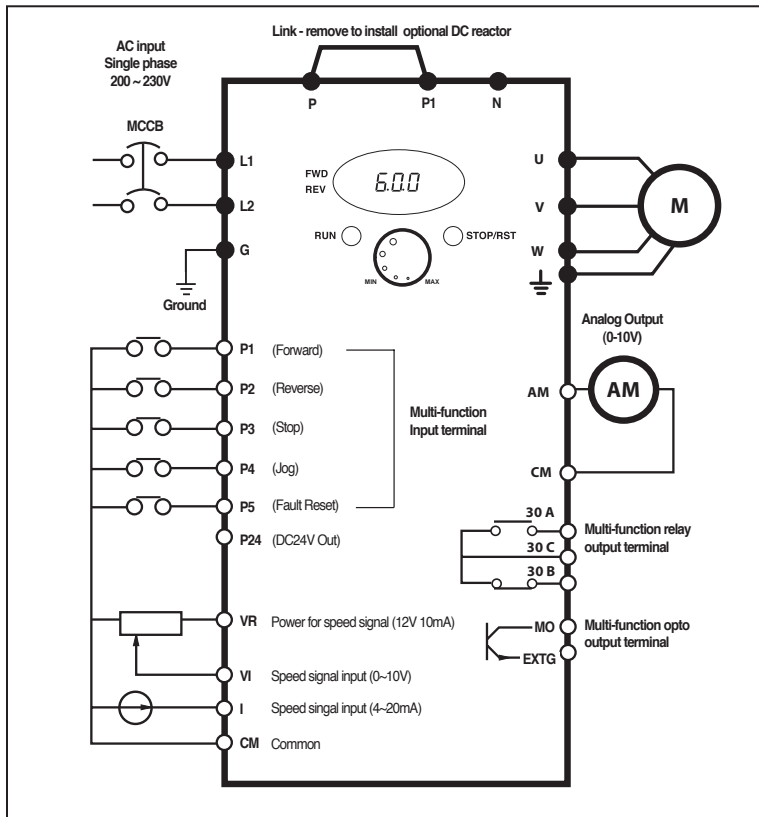 Link - remove to install optional DC reactor
AC input
Single phase
200 ~ 230V
P
P1
N
MCCB
L1
L2
G
Ground
FWD
REV
6.0.0
RUN
STOP/RST
MIN
MAX
U
V
W
M
Analog Output
(0-10V)
AM
AM
CM
P1 (Forward)
P2 (Reverse)
P3 (Stop)
P4 (Jog)
P5 (Fault Reset)
P24 (DC24V Out)
Multi-function
Input terminal
30 A
30 C
30 B
Multi-function relay
output terminal
MO
EXTG
Multi-function opto
output terminal
VR Power for speed signal (12V 10mA)
VI Speed signal input (0~10V)
I Speed singal input (4~20mA)
CM Common